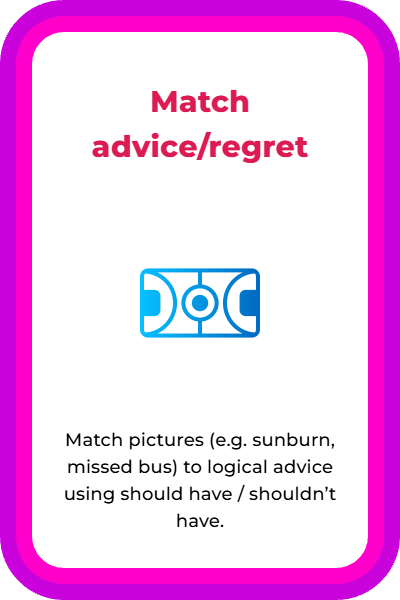 Match
advice/regret
Match pictures (e.g. sunburn,
missed bus) to logical advice
using should have / shouldn’t
have.